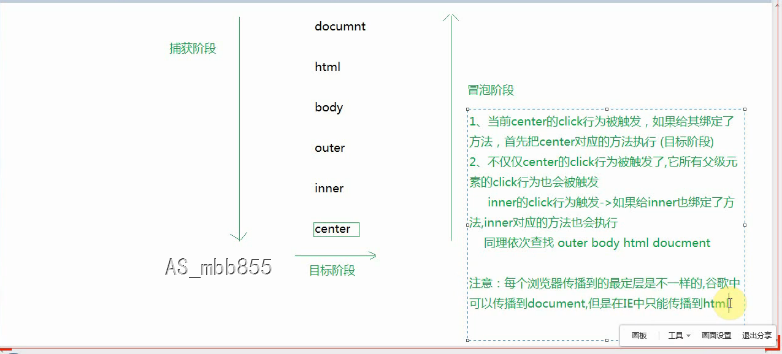 documnt
捕获阶段
html
冒泡阶段
body
1、当前center的click行为被触发，如果给其绑定了
方法，首先把center对应的方法执行 (目标阶段)
outer
2、不仅仅center的click行为被触发了,它所有父级元
素的click行为也会被触发
inner
inner的click行为触发->如果给inner也绑定了方
法,inner对应的方法也会执行
center
同理依次查找 outer body html doucment
AS_mbb855
目标阶段
注意：每个浏览器传播到的最定层是不一样的,谷歌中
可以传播到document,但是在IE中只能传播到html
画板 工具 画面设置 退出分享